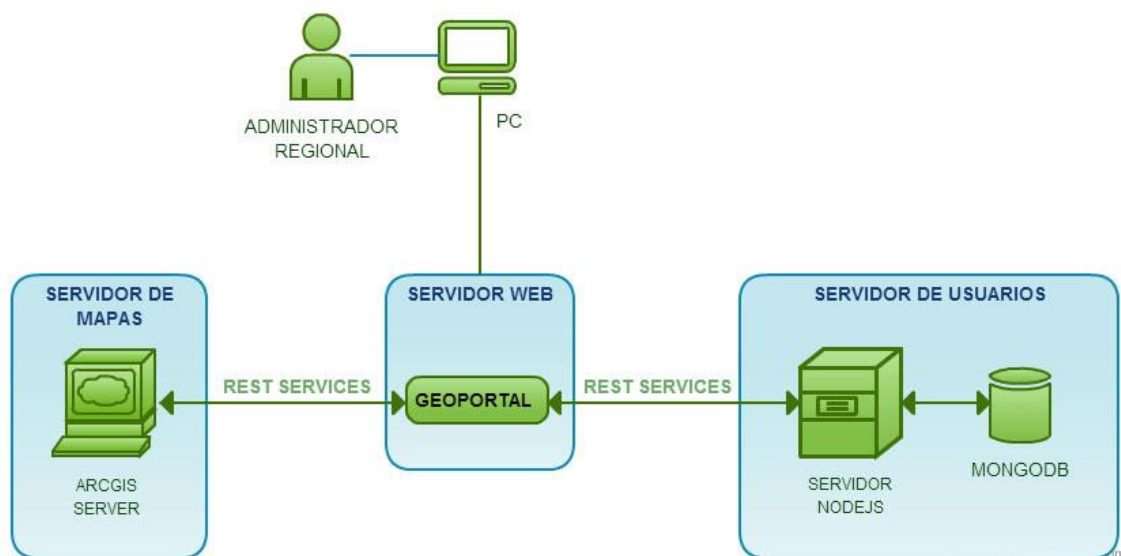 ADMINISTRADOR
REGIONAL
PC
SERVIDOR DE
MAPAS
SERVIDOR WEB
SERVIDOR DE USUARIOS
REST SERVICES
GEOPORTAL
REST SERVICES
ARCGIS
SERVER
SERVIDOR
NODEJS
MONGODB